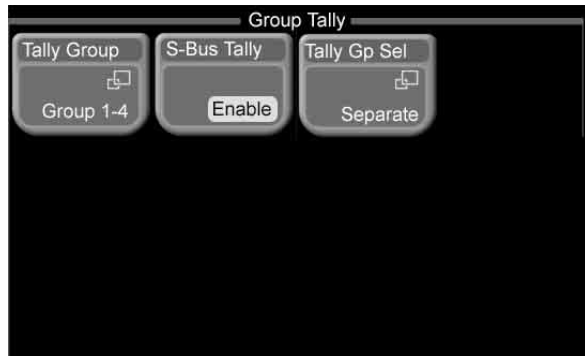 Group Tally
Tally Group
S-Bus Tally
Tally Gp Sel
Group 1-4
Enable
Separate